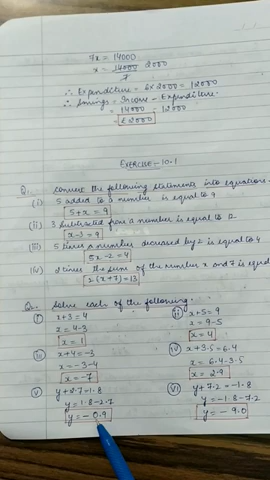 7x = 14000
x = 14000 2000
7
∴ Expenditure = 6x2000 = 12000
∴ Savings = Income - Expenditure
= 14000 - 12000
= ₹ 2000
EXERCISE - 10.1
Q. Convert the following statements into equations.
(i) 5 added to a number is equal to 9
5+x = 9
(ii) 3 subtracted from a number is equal to 12
x-3 = 9
(iii) 5 times a number decreased by 2 is equal to 4
5x -2 = 4
(iv) 2 times the sum of the number x and 7 is equal
2(x+7) = 13
Q. Solve each of the following.
i) x+3 = 4
x = 4-3
x = 1
ii) x+5 = 9
x = 9-5
x = 4
iii) x+4 = -3
x = -3-4
x = -7
iv) x+3.5 = 6.4
x = 6.4-3.5
x = 2.9
v) y+2.7 = 1.8
y = 1.8-2.7
y = -0.9
vi) y+7.2 = -1.8
y = -1.8-7.2
y = -9.0